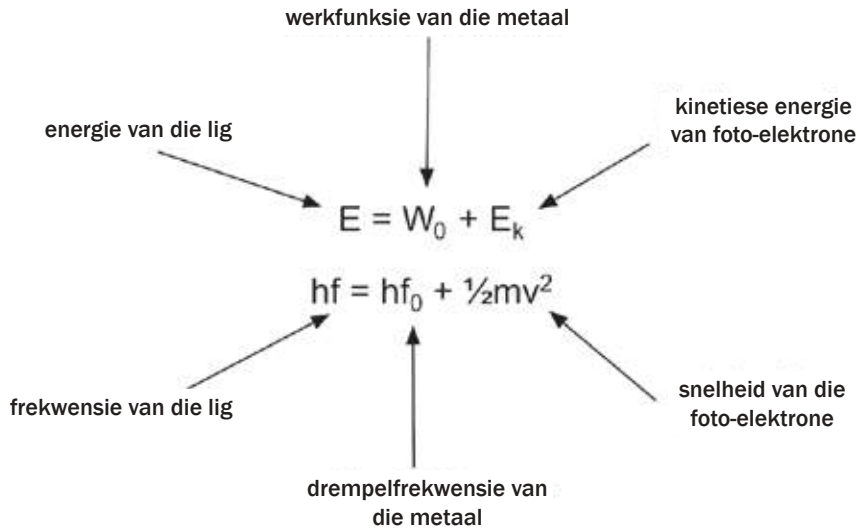 werkfunksie van die metaal
energie van die lig
kinetiese energie
van foto-elektrone
E = W₀ + Eₖ
hf = hf₀ + ½mv²
frekwensie van die lig
snelheid van die
foto-elektrone
drempelfrekwensie van
die metaal